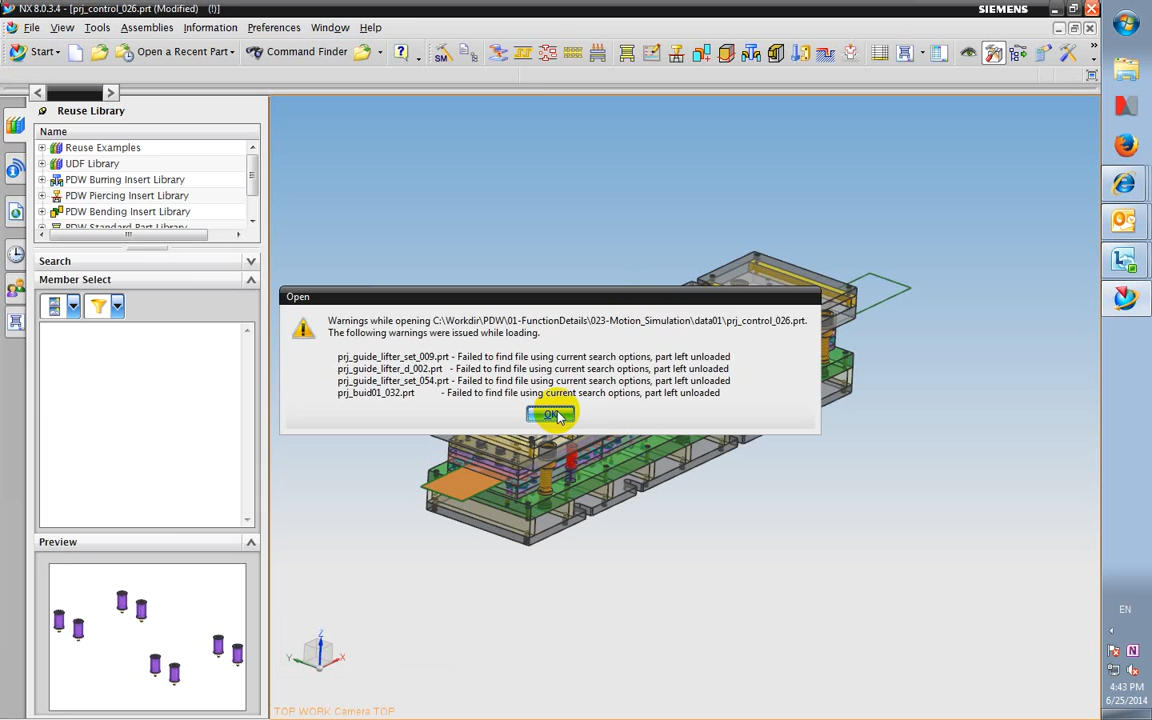 NX 8.0.3.4 - [prj_control_026.prt (Modified) (!)]
SIEMENS
File View Tools Assemblies Information Preferences Window Help
Start Open a Recent Part Command Finder
SM
Reuse Library
Name
Reuse Examples
UDF Library
PDW Burring Insert Library
PDW Piercing Insert Library
PDW Bending Insert Library
PDW Standard Part Library
Search
Member Select
Preview
Open
Warnings while opening C:\Workdir\PDW\01-FunctionDetails\023-Motion_Simulation\data01\prj_control_026.prt.
The following warnings were issued while loading.
prj_guide_lifter_set_009.prt - Failed to find file using current search options, part left unloaded
prj_guide_lifter_d_002.prt - Failed to find file using current search options, part left unloaded
prj_guide_lifter_set_054.prt - Failed to find file using current search options, part left unloaded
prj_buid01_032.prt - Failed to find file using current search options, part left unloaded
OK
Z
Y
X
TOP WORK Camera TOP
EN
4:43 PM
6/25/2014